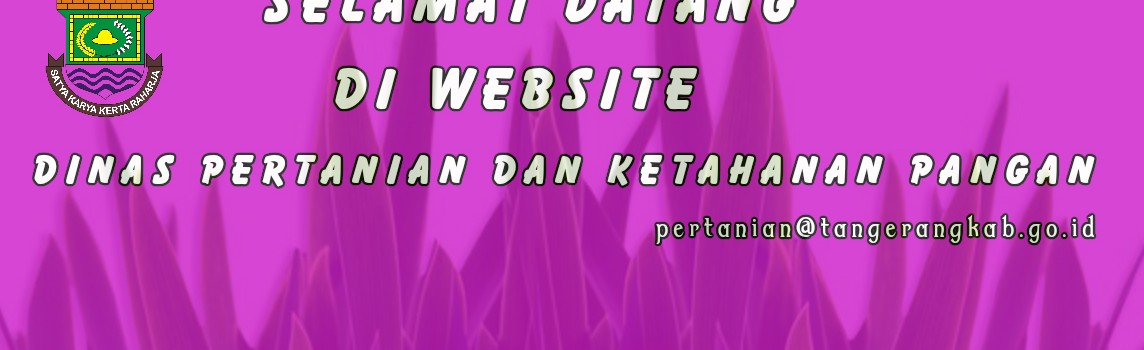 SELAMAT DATANG
DI WEBSITE
SATYA KARYA KERTA RAHARJA
DINAS PERTANIAN DAN KETAHANAN PANGAN
pertanian@tangerangkab.go.id